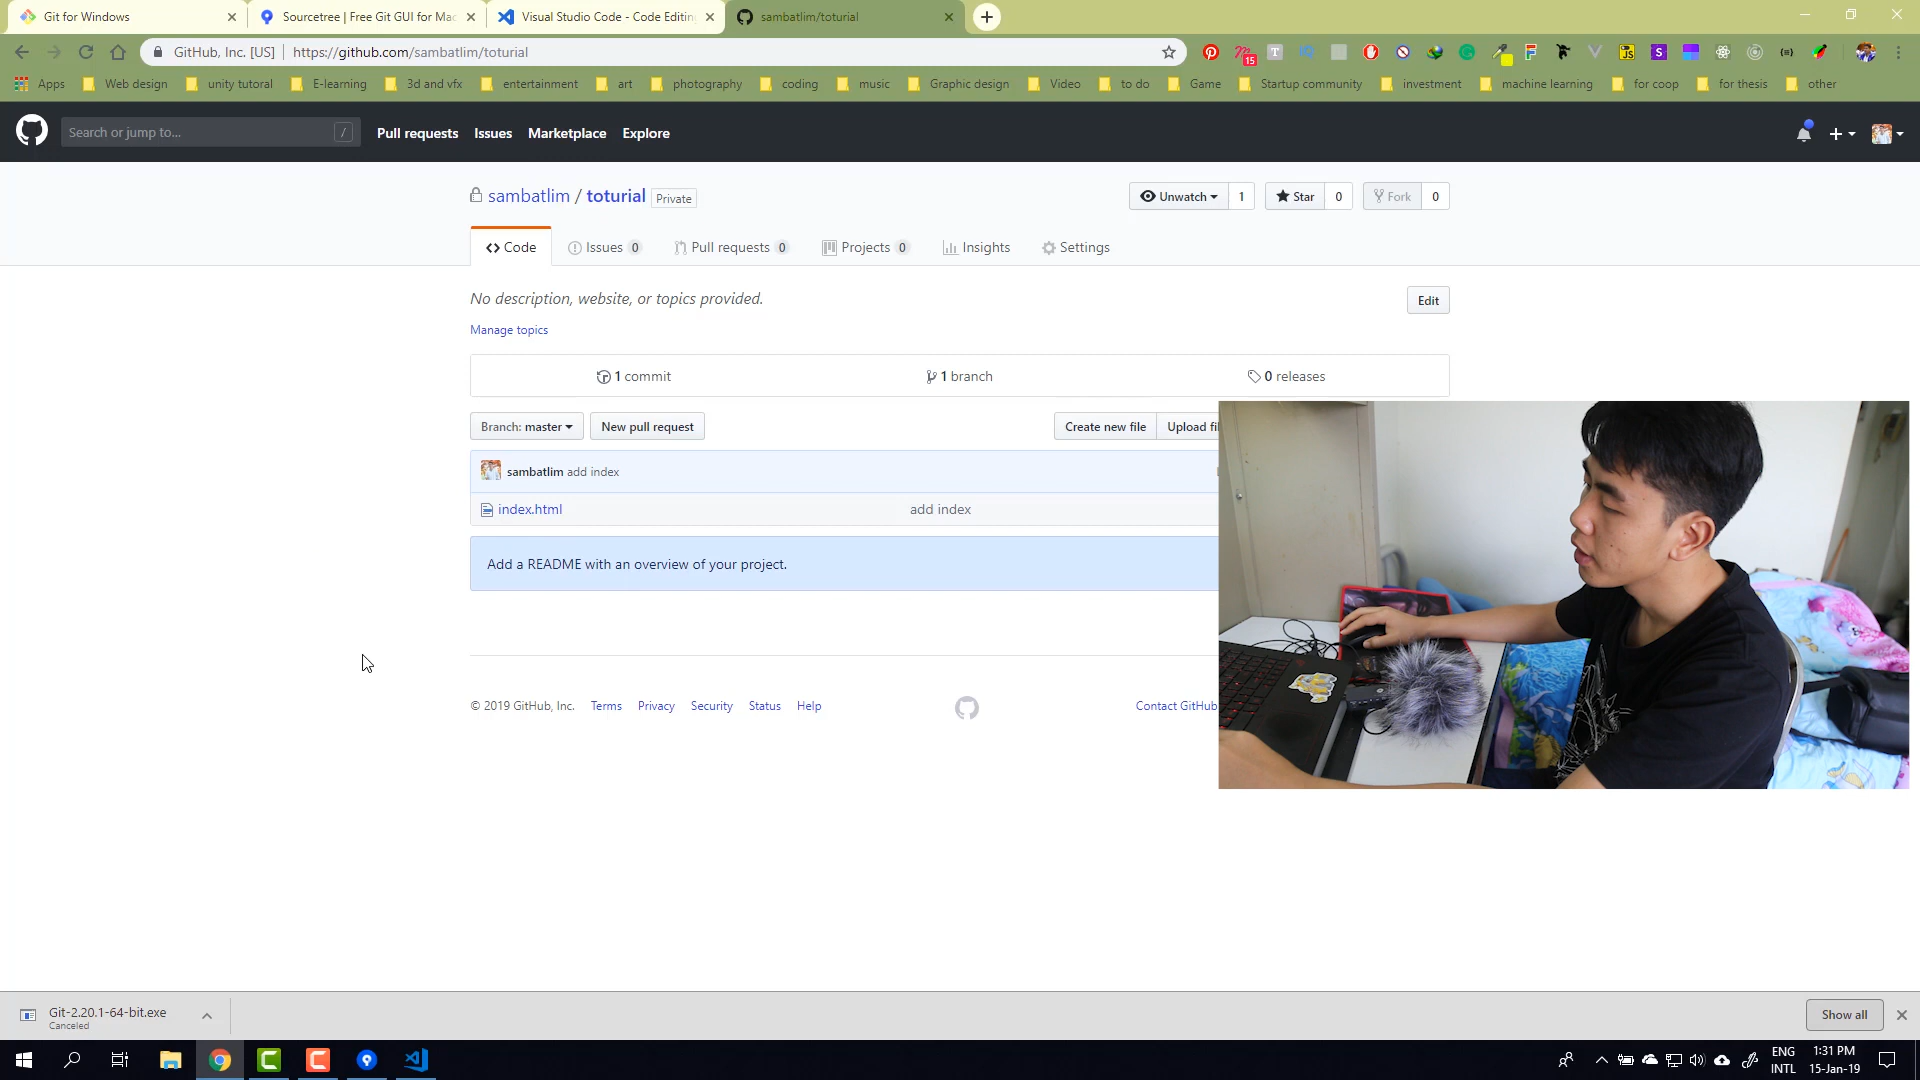 Git for Windows
Sourcetree | Free Git GUI for Mac
Visual Studio Code - Code Editing
sambatlim/toturial
GitHub, Inc. [US] | https://github.com/sambatlim/toturial
15
Apps
Web design
unity tutorial
E-learning
3d and vfx
entertainment
art
photography
coding
music
Graphic design
Video
to do
Game
Startup community
investment
machine learning
for coop
for thesis
other
Search or jump to... /
Pull requests
Issues
Marketplace
Explore
sambatlim / toturial Private
Unwatch 1
Star 0
Fork 0
Code
Issues 0
Pull requests 0
Projects 0
Insights
Settings
No description, website, or topics provided.
Edit
Manage topics
1 commit
1 branch
0 releases
Branch: master
New pull request
Create new file
Upload fil
sambatlim add index
index.html
add index
Add a README with an overview of your project.
© 2019 GitHub, Inc.
Terms
Privacy
Security
Status
Help
Contact GitHub
Git-2.20.1-64-bit.exe
Canceled
Show all
ENG
INTL
1:31 PM
15-Jan-19